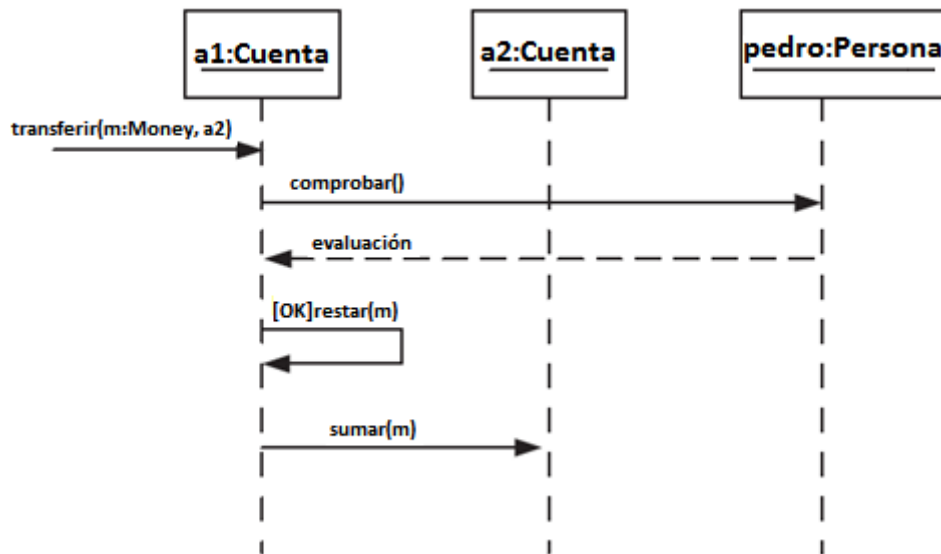 a1:Cuenta
a2:Cuenta
pedro:Persona
transferir(m:Money, a2)
comprobar()
evaluación
[OK]restar(m)
sumar(m)